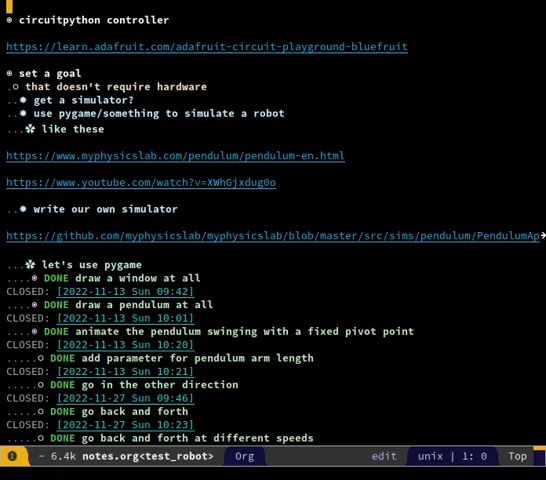 circuitpython controller
https://learn.adafruit.com/adafruit-circuit-playground-bluefruit
set a goal
.○ that doesn't require hardware
..✸ get a simulator?
..✸ use pygame/something to simulate a robot
...✿ like these
https://www.myphysicslab.com/pendulum/pendulum-en.html
https://www.youtube.com/watch?v=XWhGjxdug0o
..✸ write our own simulator
https://github.com/myphysicslab/myphysicslab/blob/master/src/sims/pendulum/PendulumAp
...✿ let's use pygame
....◉ DONE draw a window at all
CLOSED: [2022-11-13 Sun 09:42]
....◉ DONE draw a pendulum at all
CLOSED: [2022-11-13 Sun 10:01]
....◉ DONE animate the pendulum swinging with a fixed pivot point
CLOSED: [2022-11-13 Sun 10:20]
.....○ DONE add parameter for pendulum arm length
CLOSED: [2022-11-13 Sun 10:21]
.....○ DONE go in the other direction
CLOSED: [2022-11-27 Sun 09:46]
.....○ DONE go back and forth
CLOSED: [2022-11-27 Sun 10:23]
.....○ DONE go back and forth at different speeds
- 6.4k notes.org<test_robot> Org edit unix | 1: 0 Top